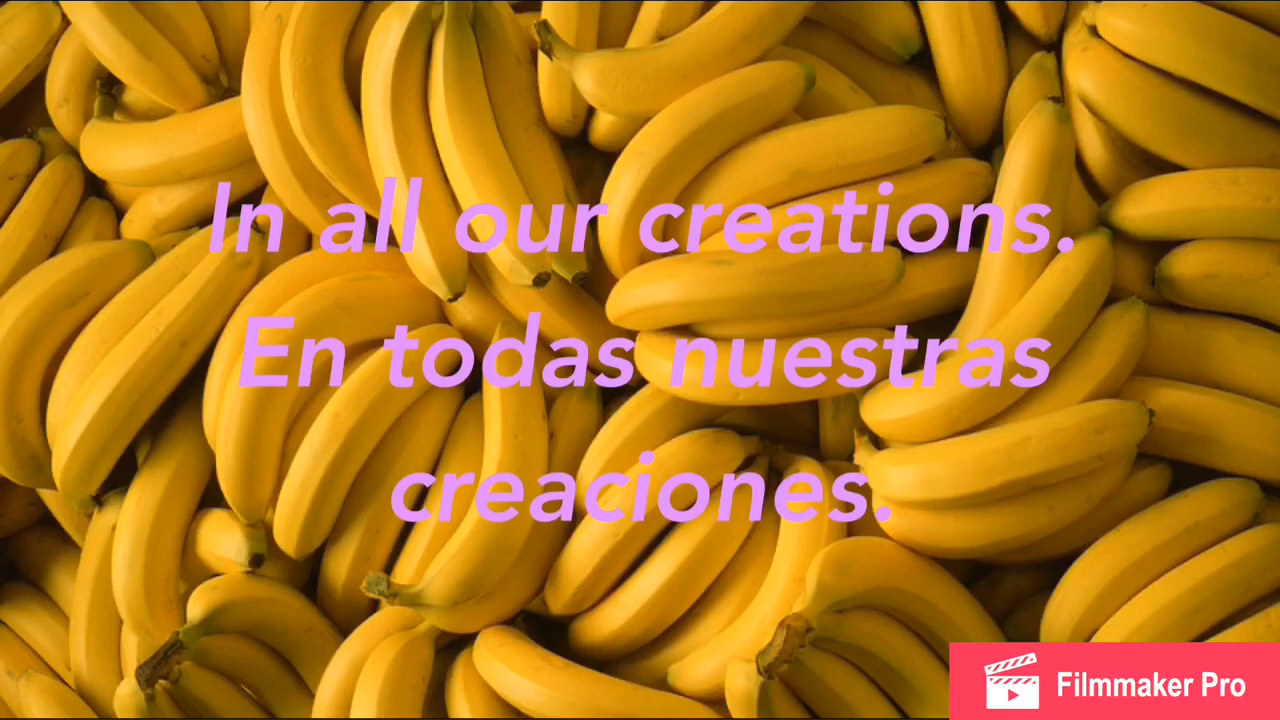 In all our creations.
En todas nuestras
creaciones.
Filmmaker Pro